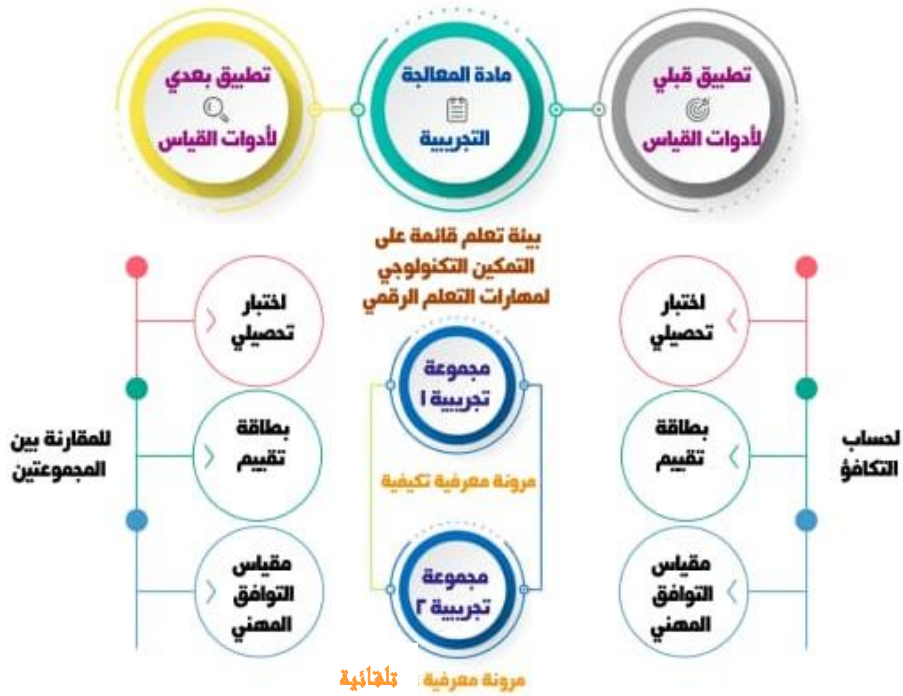 تطبيق قبلي
لأدوات القياس
مادة المعالجة
التجريبية
تطبيق بعدي
لأدوات القياس
لحساب
التكافؤ
اختبار
تحصيلي
بطاقة
تقييم
مقياس
التوافق
المهني
بيئة تعلم قائمة على
التمكين التكنولوجي
لمهارات التعلم الرقمي
مجموعة
تجريبية ١
مرونة معرفية تكيفية
مجموعة
تجريبية ٢
مرونة معرفية تلقائية
اختبار
تحصيلي
بطاقة
تقييم
مقياس
التوافق
المهني
للمقارنة بين
المجموعتين